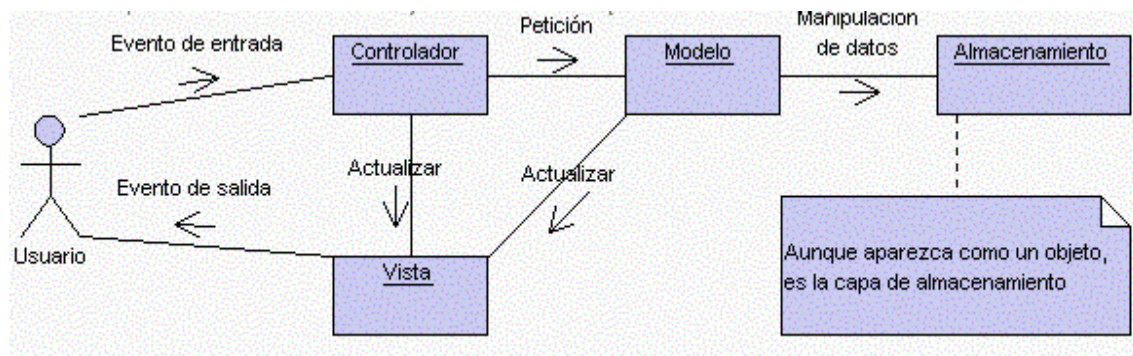 Evento de entrada
Controlador
Petición
Modelo
Manipulación
de datos
Almacenamiento
Actualizar
Actualizar
Evento de salida
Usuario
Vista
Aunque aparezca como un objeto,
es la capa de almacenamiento